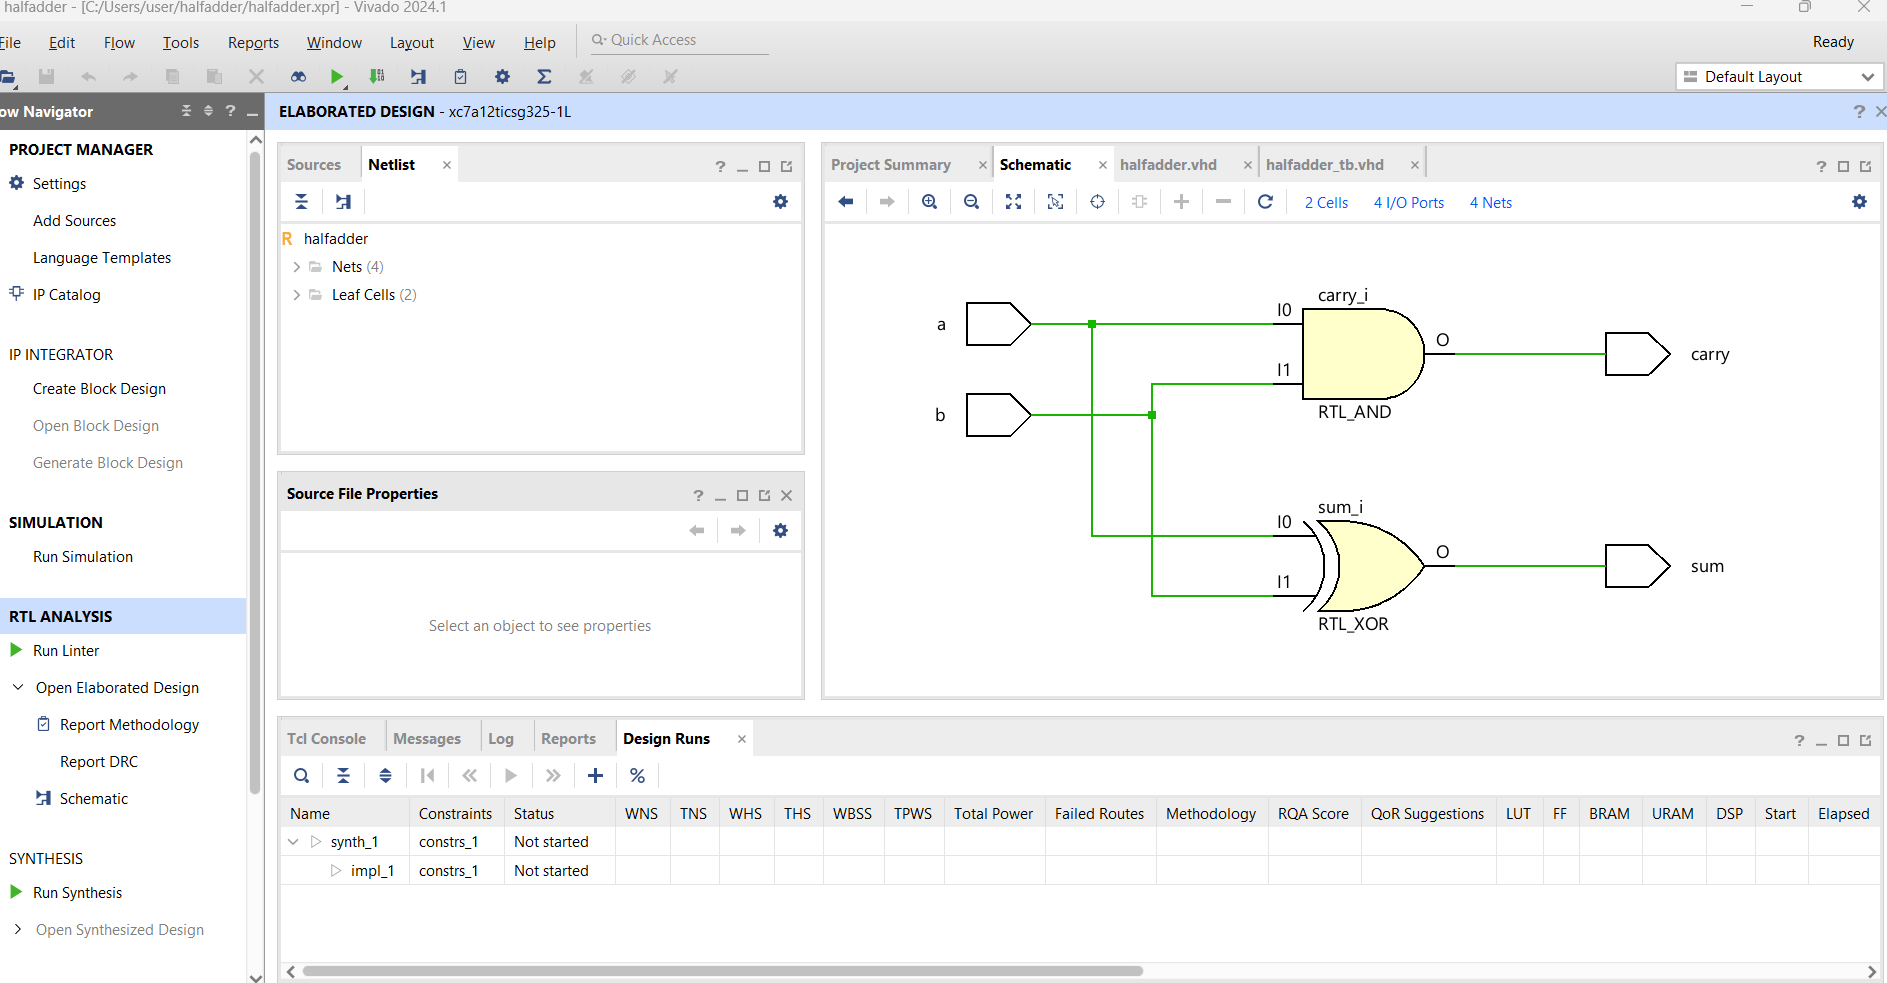 halfadder - [C:/Users/user/halfadder/halfadder.xpr] - Vivado 2024.1
File Edit Flow Tools Reports Window Layout View Help Quick Access Ready
Default Layout
ow Navigator
ELABORATED DESIGN - xc7a12ticsg325-1L
PROJECT MANAGER
Settings
Add Sources
Language Templates
IP Catalog
IP INTEGRATOR
Create Block Design
Open Block Design
Generate Block Design
SIMULATION
Run Simulation
RTL ANALYSIS
Run Linter
Open Elaborated Design
Report Methodology
Report DRC
Schematic
SYNTHESIS
Run Synthesis
Open Synthesized Design
Sources Netlist
halfadder
Nets (4)
Leaf Cells (2)
Source File Properties
Select an object to see properties
Project Summary Schematic halfadder.vhd halfadder_tb.vhd
2 Cells 4 I/O Ports 4 Nets
carry_i
I0
a
O
carry
I1
RTL_AND
b
sum_i
I0
O
sum
I1
RTL_XOR
Tcl Console Messages Log Reports Design Runs
Name Constraints Status WNS TNS WHS THS WBSS TPWS Total Power Failed Routes Methodology RQA Score QoR Suggestions LUT FF BRAM URAM DSP Start Elapsed
synth_1 constrs_1 Not started
impl_1 constrs_1 Not started